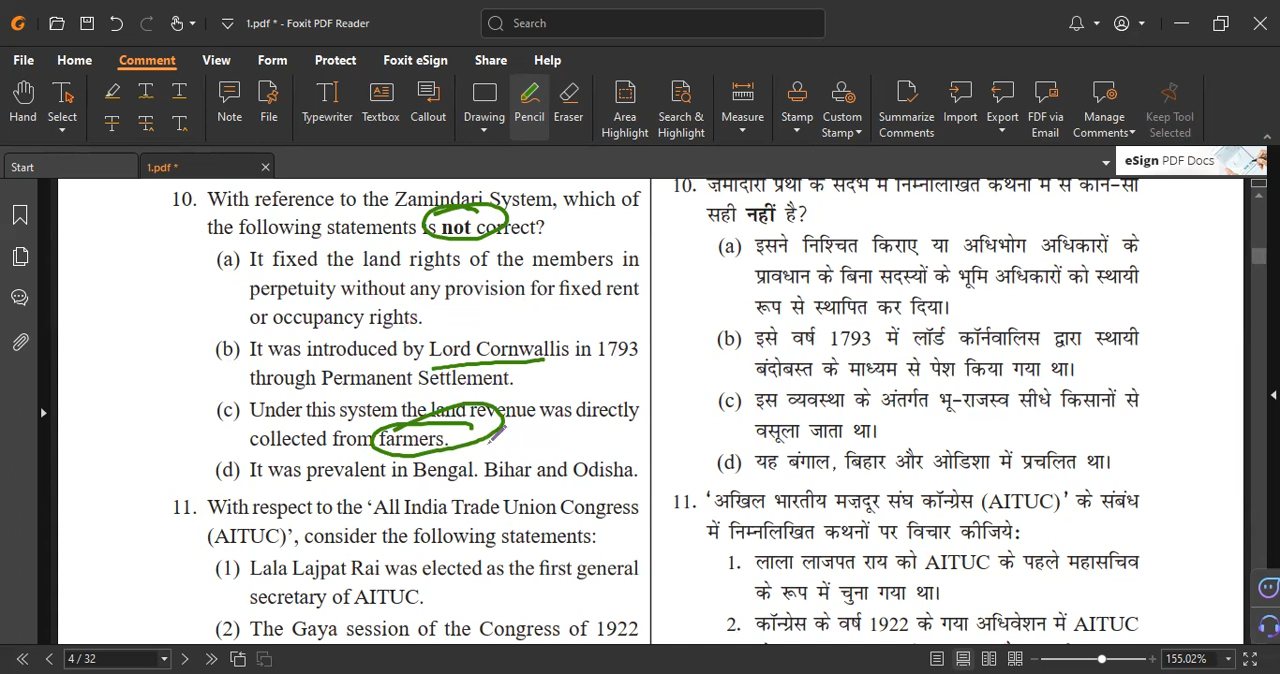 1.pdf * - Foxit PDF Reader
Search
File Home Comment View Form Protect Foxit eSign Share Help
Hand Select Note File Typewriter Textbox Callout Drawing Pencil Eraser Area Highlight Search & Highlight Measure Stamp Custom Stamp Summarize Comments Import Export FDF via Email Manage Comments Keep Tool Selected
Start 1.pdf * eSign PDF Docs
10. With reference to the Zamindari System, which of
the following statements is not correct?
(a) It fixed the land rights of the members in
perpetuity without any provision for fixed rent
or occupancy rights.
(b) It was introduced by Lord Cornwallis in 1793
through Permanent Settlement.
(c) Under this system the land revenue was directly
collected from farmers.
(d) It was prevalent in Bengal. Bihar and Odisha.
11. With respect to the ‘All India Trade Union Congress
(AITUC)’, consider the following statements:
(1) Lala Lajpat Rai was elected as the first general
secretary of AITUC.
(2) The Gaya session of the Congress of 1922
10. जमींदारी प्रथा के संदर्भ में निम्नलिखित कथनों में से कौन-सा
सही नहीं है?
(a) इसने निश्चित किराए या अधिभोग अधिकारों के
प्रावधान के बिना सदस्यों के भूमि अधिकारों को स्थायी
रूप से स्थापित कर दिया।
(b) इसे वर्ष 1793 में लॉर्ड कॉर्नवालिस द्वारा स्थायी
बंदोबस्त के माध्यम से पेश किया गया था।
(c) इस व्यवस्था के अंतर्गत भू-राजस्व सीधे किसानों से
वसूला जाता था।
(d) यह बंगाल, बिहार और ओडिशा में प्रचलित था।
11. ‘अखिल भारतीय मज़दूर संघ कॉन्ग्रेस (AITUC)’ के संबंध
में निम्नलिखित कथनों पर विचार कीजिये:
1. लाला लाजपत राय को AITUC के पहले महासचिव
के रूप में चुना गया था।
2. कॉन्ग्रेस के वर्ष 1922 के गया अधिवेशन में AITUC
4 / 32
155.02%